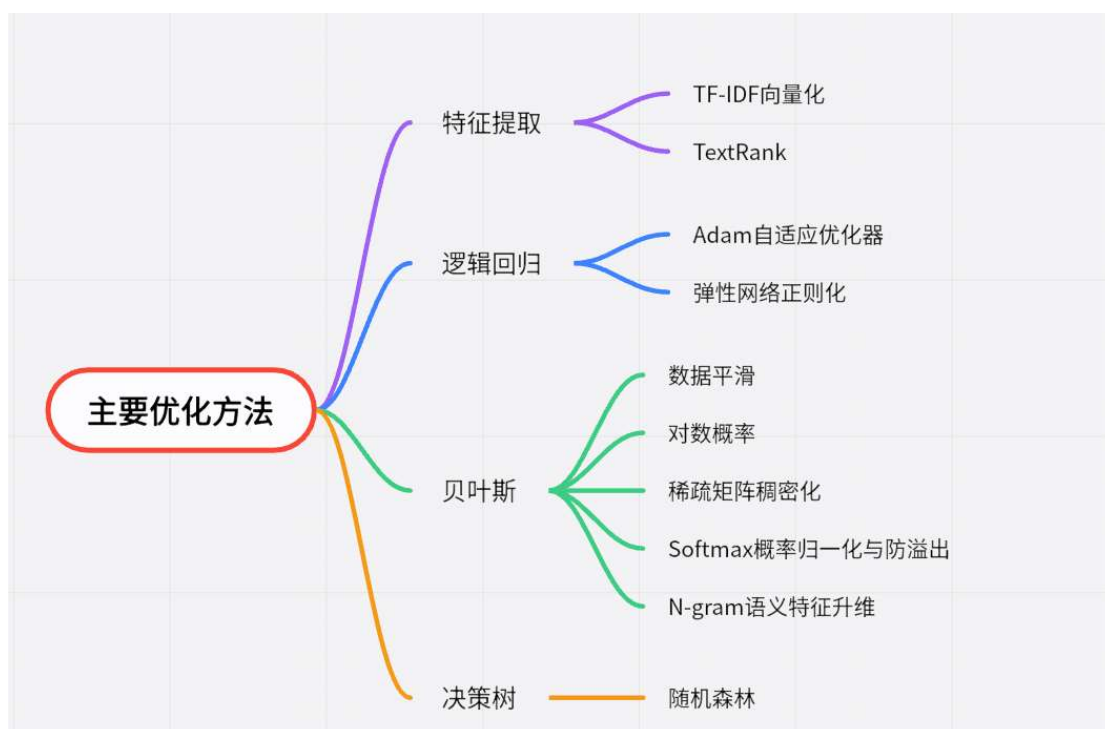 主要优化方法
特征提取
TF-IDF向量化
TextRank
逻辑回归
Adam自适应优化器
弹性网络正则化
贝叶斯
数据平滑
对数概率
稀疏矩阵稠密化
Softmax概率归一化与防溢出
N-gram语义特征升维
决策树
随机森林